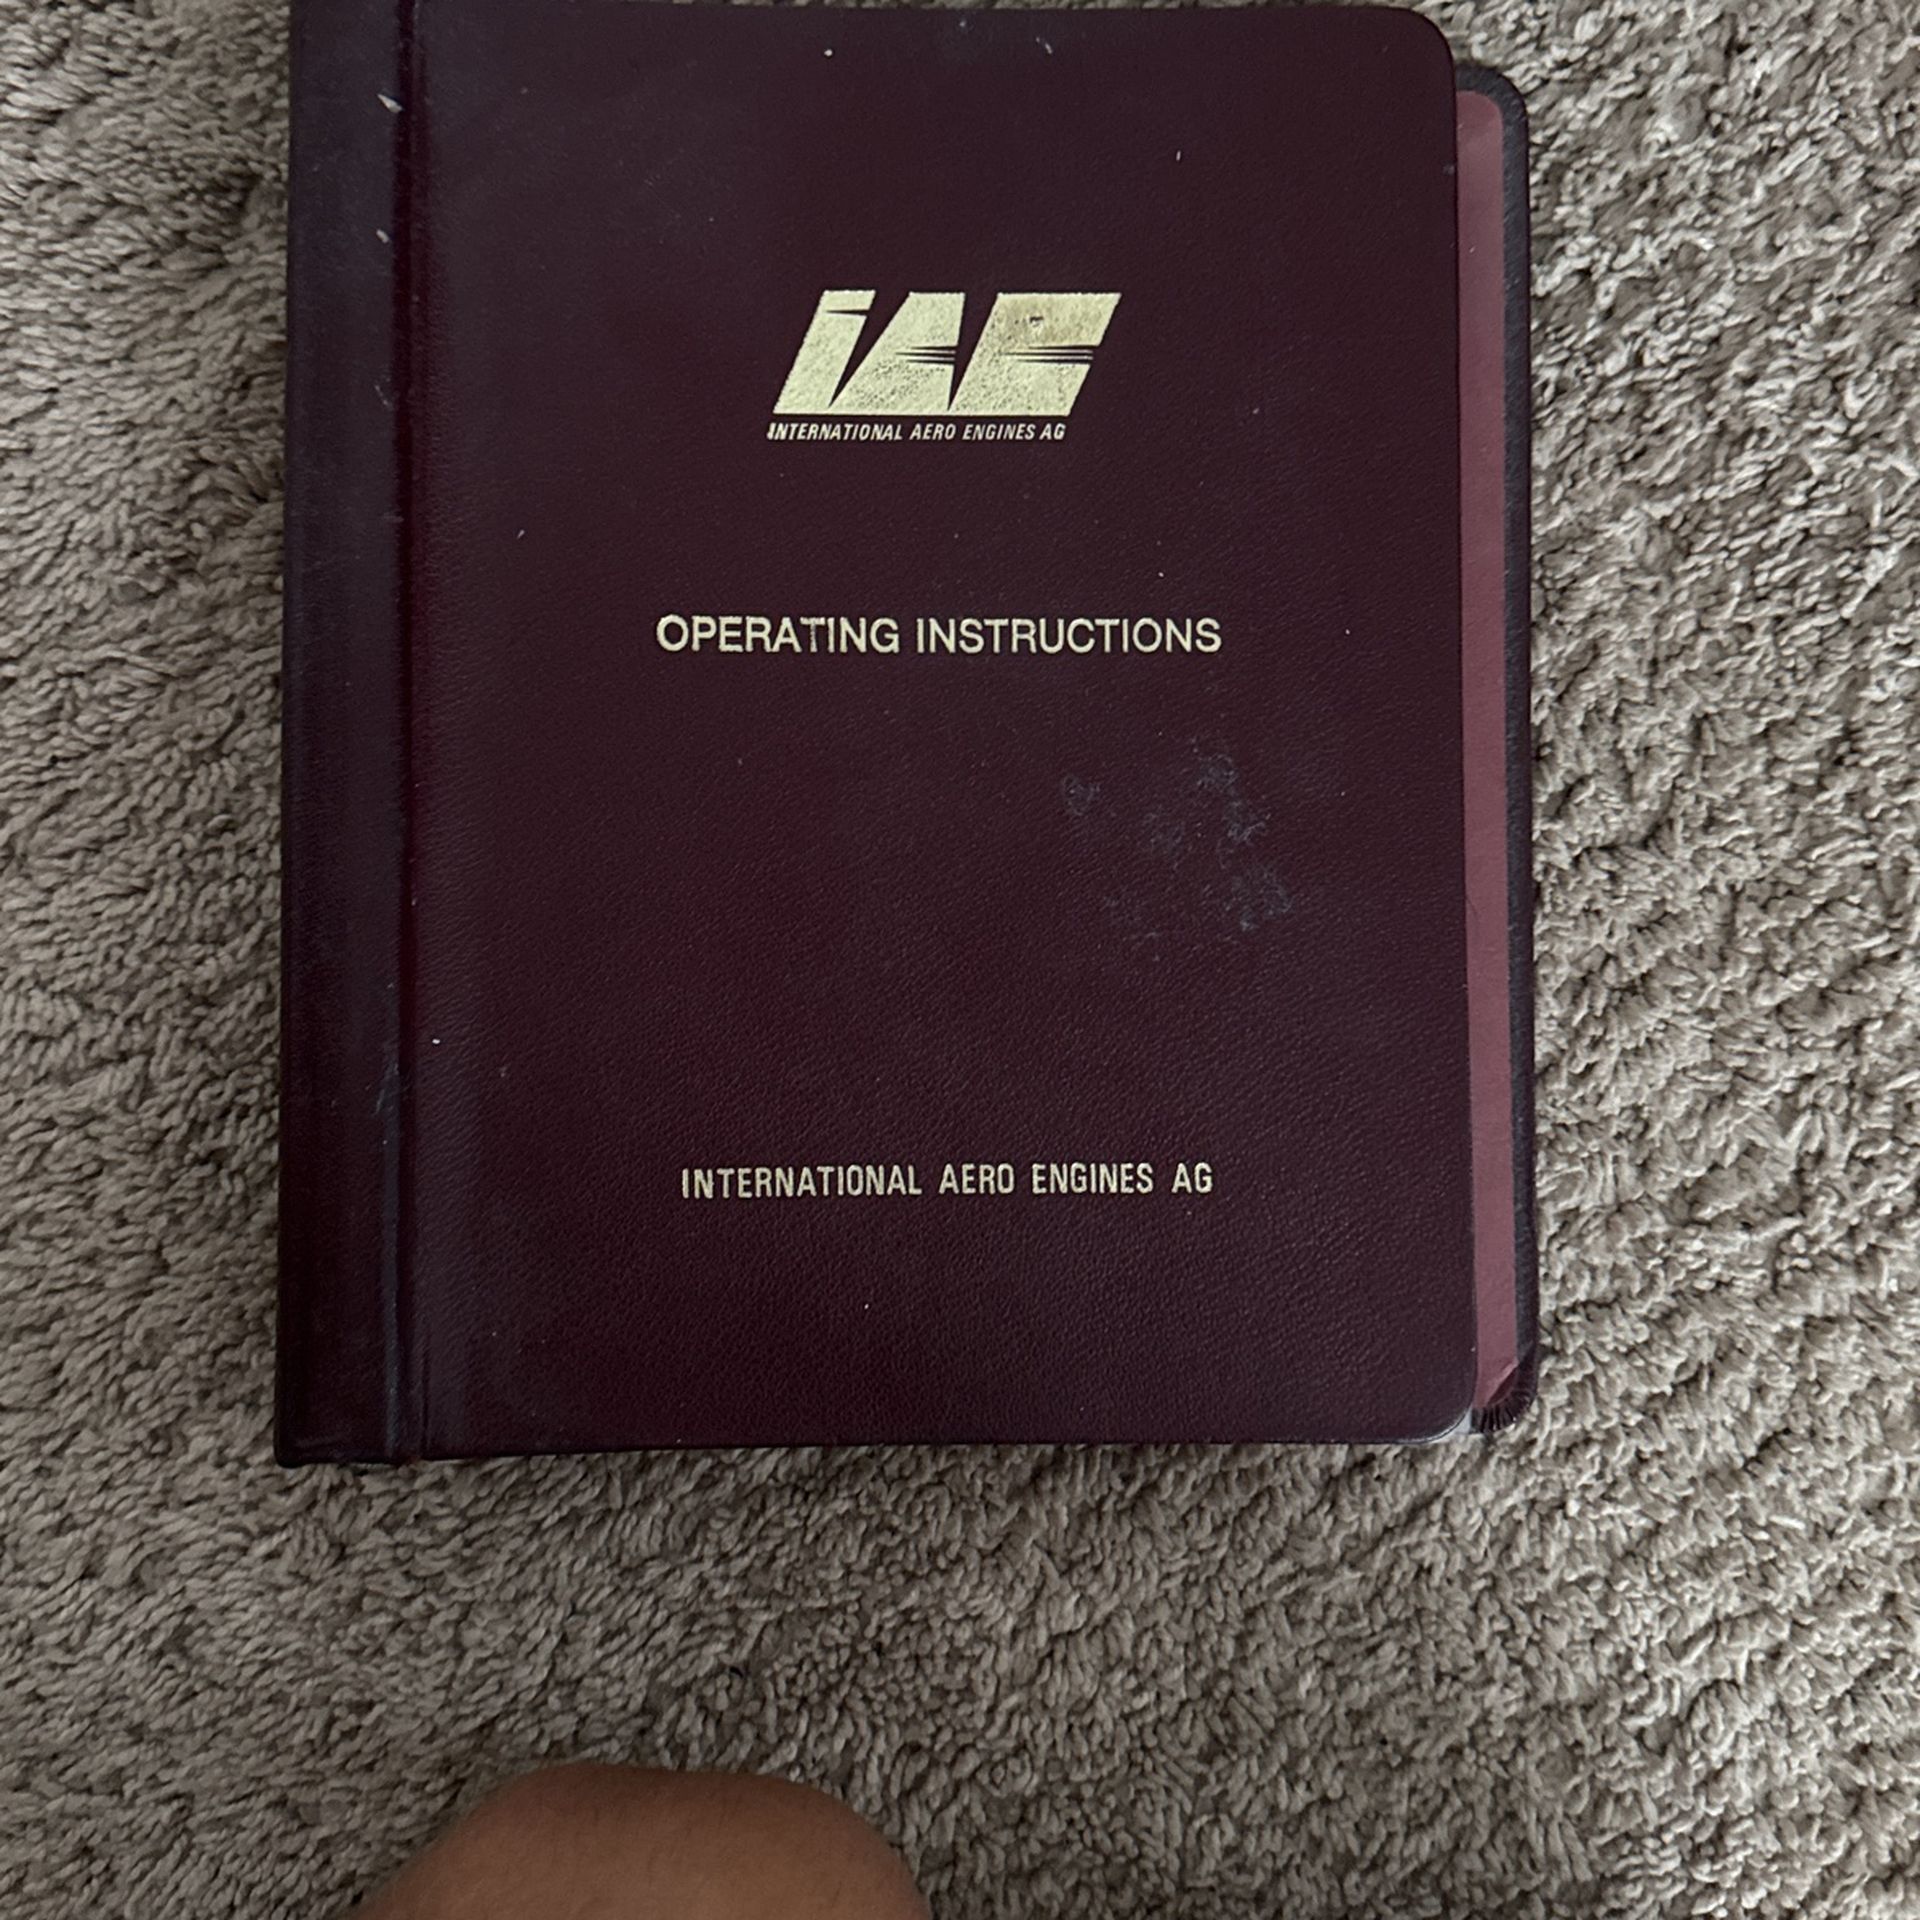 iAE
INTERNATIONAL AERO ENGINES AG
OPERATING INSTRUCTIONS
INTERNATIONAL AERO ENGINES AG